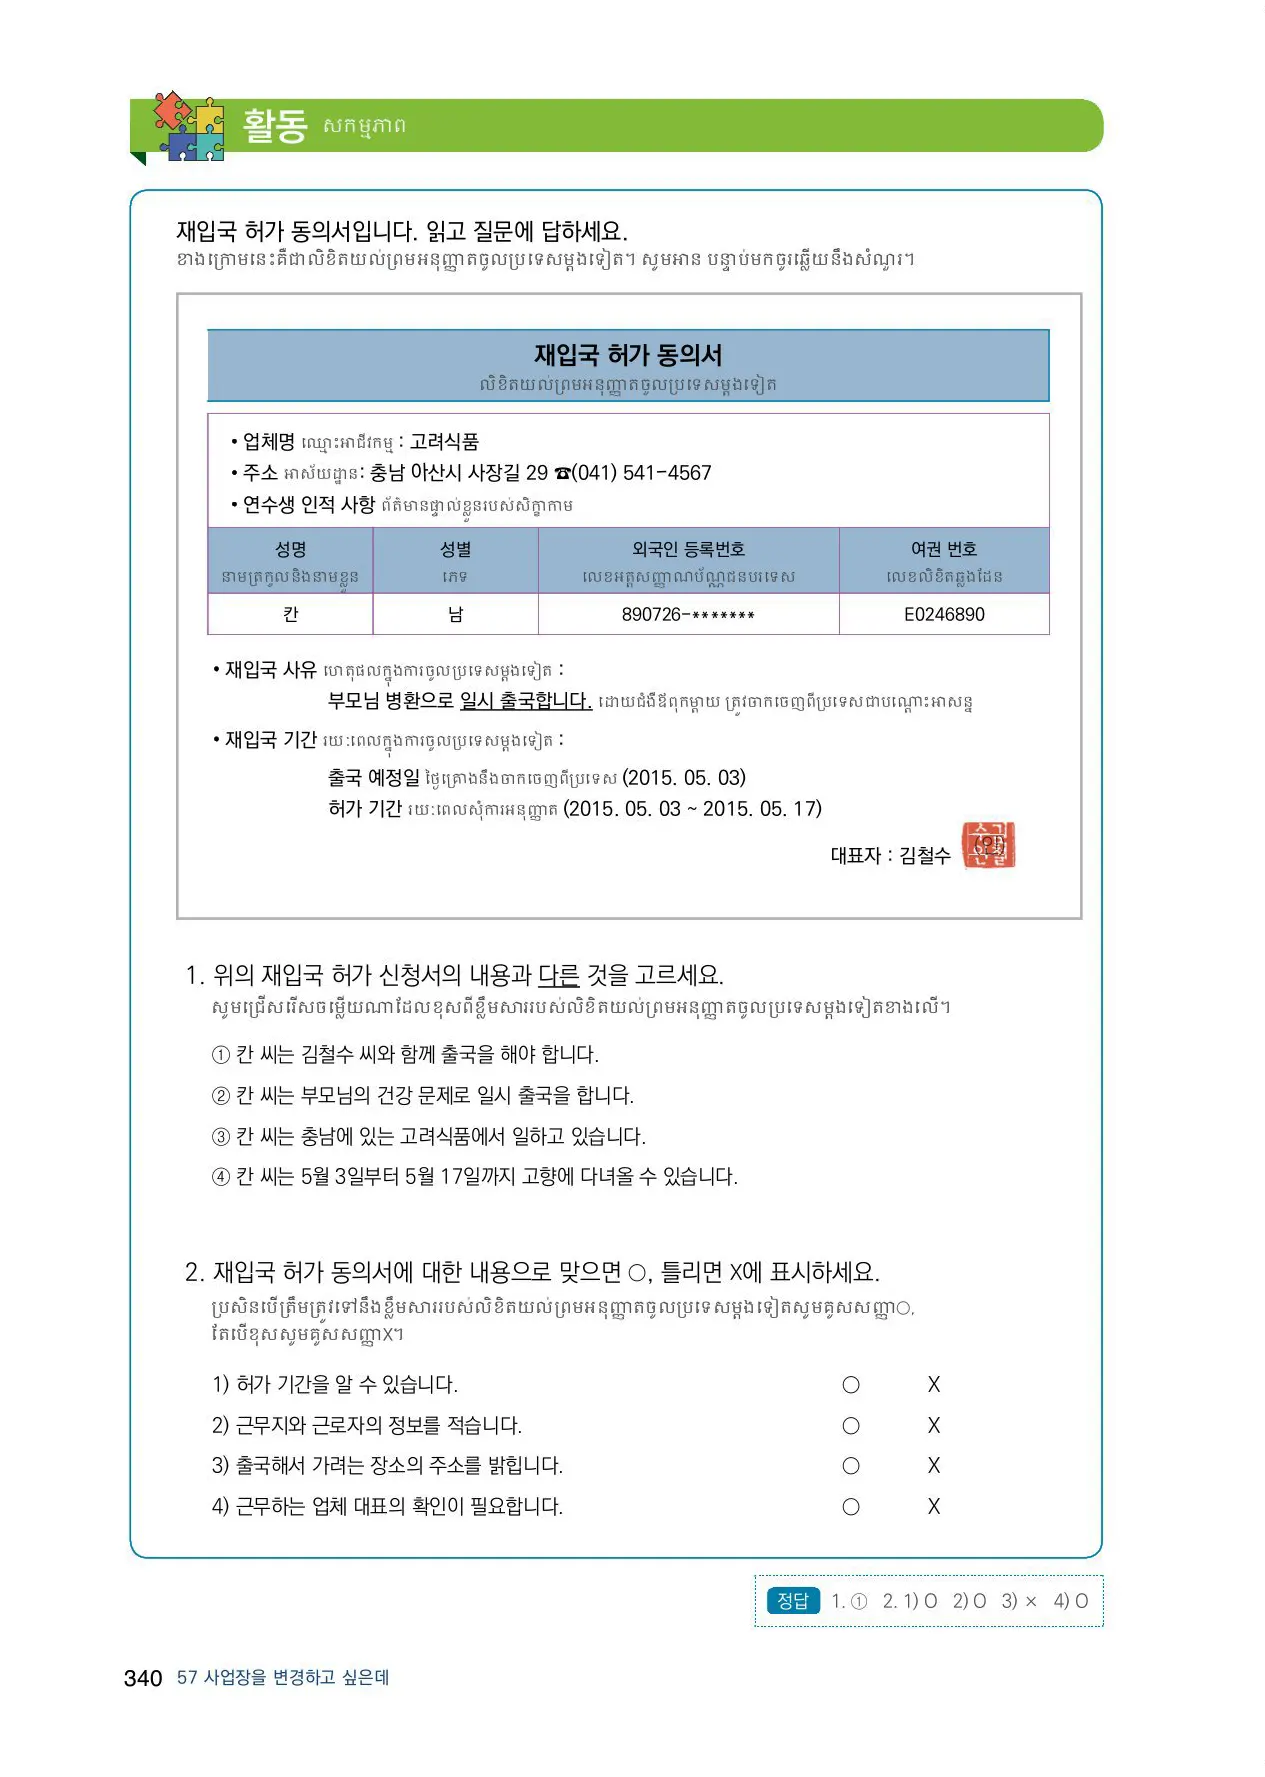 활동 សកម្មភាព
재입국 허가 동의서입니다. 읽고 질문에 답하세요.
ខាងក្រោមនេះគឺជាលិខិតយល់ព្រមអនុញ្ញាតចូលប្រទេសម្តងទៀត។ សូមអាន បន្ទាប់មកចូរឆ្លើយនឹងសំណួរ។
재입국 허가 동의서
លិខិតយល់ព្រមអនុញ្ញាតចូលប្រទេសម្តងទៀត
• 업체명 ឈ្មោះអាជីវកម្ម : 고려식품
• 주소 អាស័យដ្ឋាន: 충남 아산시 사장길 29 ☎(041) 541-4567
• 연수생 인적 사항 ព័ត៌មានផ្ទាល់ខ្លួនរបស់សិក្ខាកាម
성명 성별 외국인 등록번호 여권 번호
នាមត្រកូលនិងនាមខ្លួន ភេទ លេខអត្តសញ្ញាណប័ណ្ណជនបរទេស លេខលិខិតឆ្លងដែន
칸 남 890726-******* E0246890
• 재입국 사유 ហេតុផលក្នុងការចូលប្រទេសម្តងទៀត :
부모님 병환으로 일시 출국합니다. ដោយជំងឺឪពុកម្តាយ ត្រូវចាកចេញពីប្រទេសជាបណ្តោះអាសន្ន
• 재입국 기간 រយៈពេលក្នុងការចូលប្រទេសម្តងទៀត :
출국 예정일 ថ្ងៃគ្រោងនឹងចាកចេញពីប្រទេស (2015. 05. 03)
허가 기간 រយៈពេលសុំការអនុញ្ញាត (2015. 05. 03 ~ 2015. 05. 17)
대표자 : 김철수 (인)
1. 위의 재입국 허가 신청서의 내용과 다른 것을 고르세요.
សូមជ្រើសរើសចម្លើយណាដែលខុសពីខ្លឹមសាររបស់លិខិតយល់ព្រមអនុញ្ញាតចូលប្រទេសម្តងទៀតខាងលើ។
① 칸 씨는 김철수 씨와 함께 출국을 해야 합니다.
② 칸 씨는 부모님의 건강 문제로 일시 출국을 합니다.
③ 칸 씨는 충남에 있는 고려식품에서 일하고 있습니다.
④ 칸 씨는 5월 3일부터 5월 17일까지 고향에 다녀올 수 있습니다.
2. 재입국 허가 동의서에 대한 내용으로 맞으면 ○, 틀리면 X에 표시하세요.
ប្រសិនបើត្រឹមត្រូវទៅនឹងខ្លឹមសាររបស់លិខិតយល់ព្រមអនុញ្ញាតចូលប្រទេសម្តងទៀតសូមគូសសញ្ញា○,
តែបើខុសសូមគូសសញ្ញាX។
1) 허가 기간을 알 수 있습니다. ○ X
2) 근무지와 근로자의 정보를 적습니다. ○ X
3) 출국해서 가려는 장소의 주소를 밝힙니다. ○ X
4) 근무하는 업체 대표의 확인이 필요합니다. ○ X
정답 1. ① 2. 1) O 2) O 3) × 4) O
340 57 사업장을 변경하고 싶은데